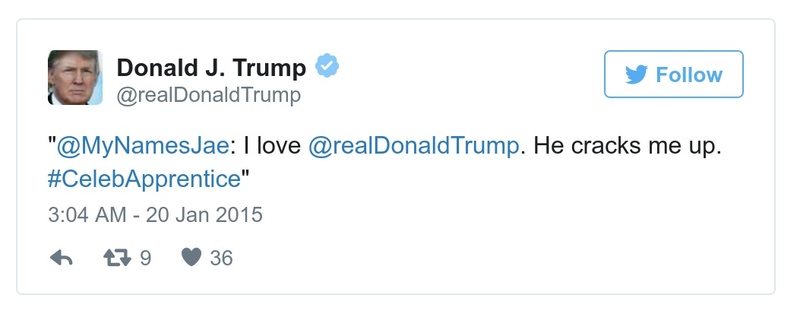 Donald J. Trump
@realDonaldTrump
Follow
"@MyNamesJae: I love @realDonaldTrump. He cracks me up.
#CelebApprentice"
3:04 AM - 20 Jan 2015
9 36